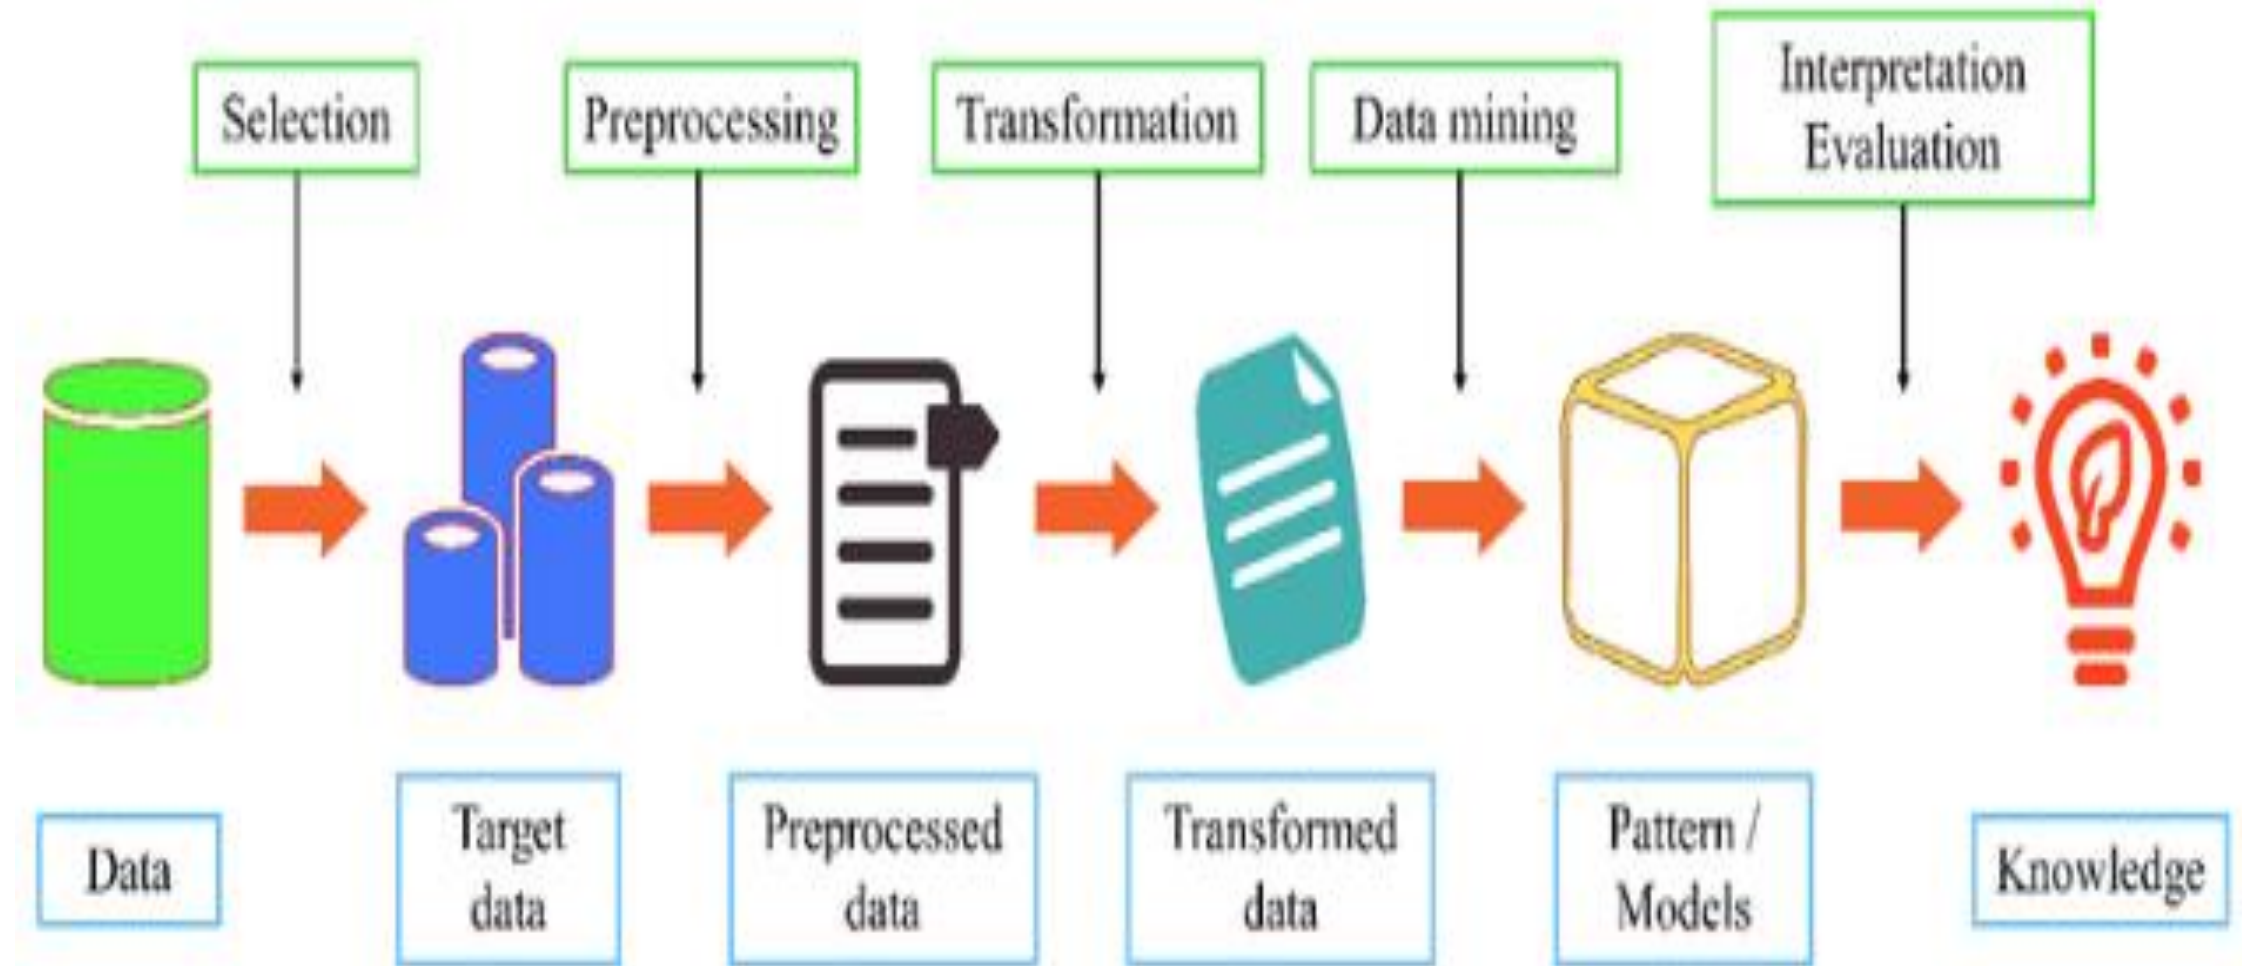 Selection
Preprocessing
Transformation
Data mining
Interpretation
Evaluation
Data
Target
data
Preprocessed
data
Transformed
data
Pattern /
Models
Knowledge